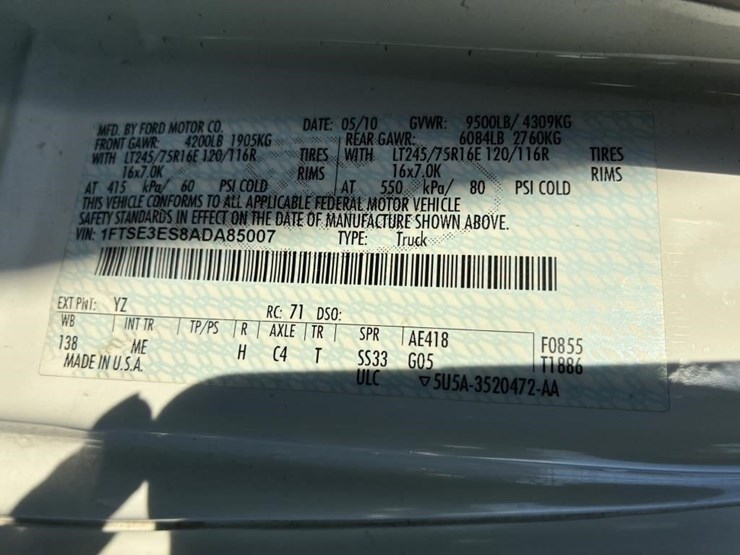 MFD. BY FORD MOTOR CO. DATE: 05/10 GVWR: 9500LB/ 4309KG
FRONT GAWR: 4200LB 1905KG REAR GAWR: 6084LB 2760KG
WITH LT245/75R16E 120/116R TIRES WITH LT245/75R16E 120/116R TIRES
16x7.0K RIMS 16x7.0K RIMS
AT 415 kPa/ 60 PSI COLD AT 550 kPa/ 80 PSI COLD
THIS VEHICLE CONFORMS TO ALL APPLICABLE FEDERAL MOTOR VEHICLE
SAFETY STANDARDS IN EFFECT ON THE DATE OF MANUFACTURE SHOWN ABOVE.
VIN: 1FTSE3ES8ADA85007 TYPE: Truck
EXT PNT: YZ RC: 71 DSO:
WB INT TR TP/PS R AXLE TR SPR AE418 F0855
138 ME H C4 T SS33 G05 T1886
MADE IN U.S.A. ULC ▽5U5A-3520472-AA